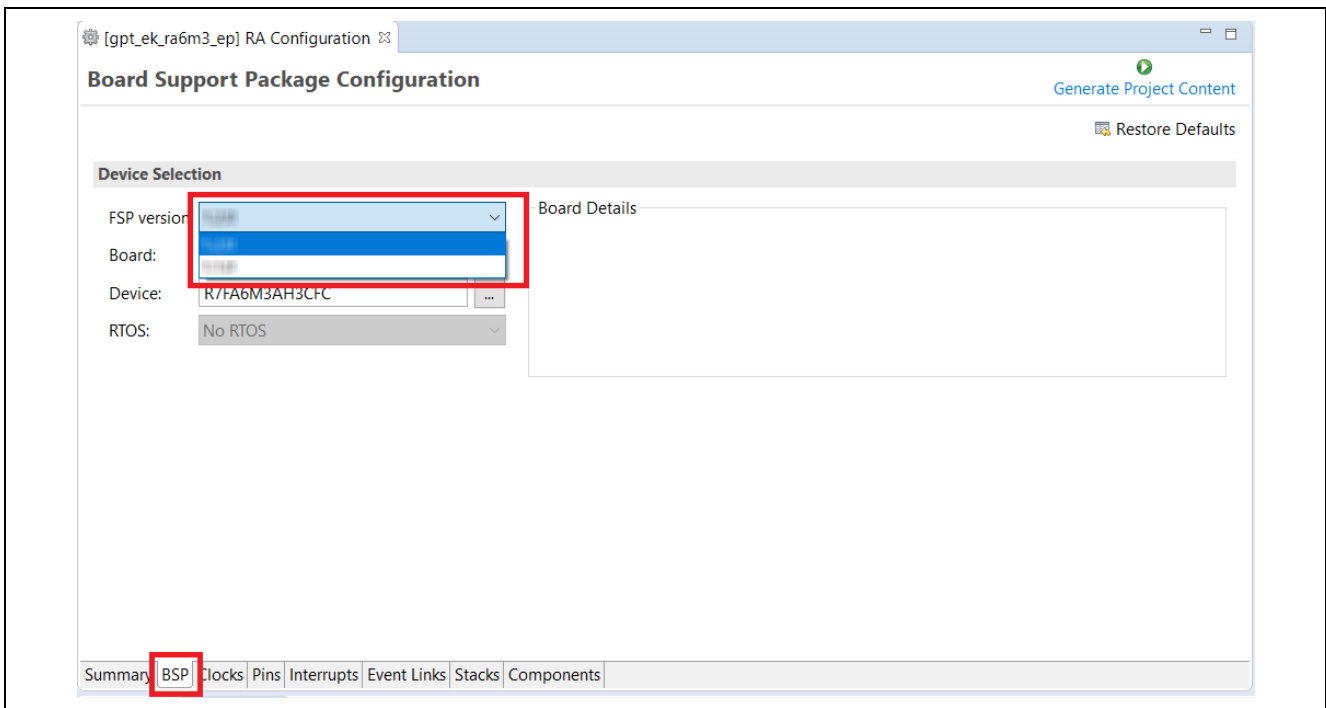 [gpt_ek_ra6m3_ep] RA Configuration
Board Support Package Configuration
Generate Project Content
Restore Defaults
Device Selection
FSP version
Board Details
Board:
Device: R7FA6M3AH3CFC ...
RTOS: No RTOS
Summary BSP Clocks Pins Interrupts Event Links Stacks Components